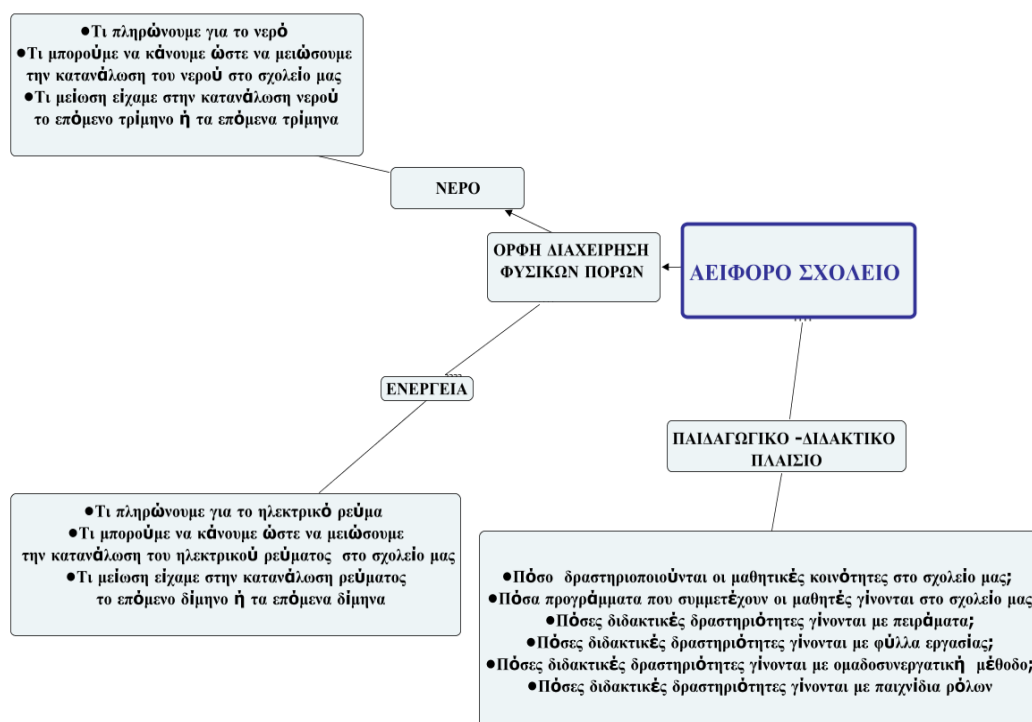 ●Τι πληρώνουμε για το νερό
●Τι μπορούμε να κάνουμε ώστε να μειώσουμε
την κατανάλωση του νερού στο σχολείο μας
●Τι μείωση είχαμε στην κατανάλωση νερού
το επόμενο τρίμηνο ή τα επόμενα τρίμηνα
ΝΕΡΟ
ΟΡΦΗ ΔΙΑΧΕΙΡΗΣΗ
ΦΥΣΙΚΩΝ ΠΟΡΩΝ
ΑΕΙΦΟΡΟ ΣΧΟΛΕΙΟ
ΕΝΕΡΓΕΙΑ
ΠΑΙΔΑΓΩΓΙΚΟ -ΔΙΔΑΚΤΙΚΟ
ΠΛΑΙΣΙΟ
●Τι πληρώνουμε για το ηλεκτρικό ρεύμα
●Τι μπορούμε να κάνουμε ώστε να μειώσουμε
την κατανάλωση του ηλεκτρικού ρεύματος στο σχολείο μας
●Τι μείωση είχαμε στην κατανάλωση ρεύματος
το επόμενο δίμηνο ή τα επόμενα δίμηνα
●Πόσο δραστηριοποιούνται οι μαθητικές κοινότητες στο σχολείο μας;
●Πόσα προγράμματα που συμμετέχουν οι μαθητές γίνονται στο σχολείο μας
●Πόσες διδακτικές δραστηριότητες γίνονται με πειράματα;
●Πόσες διδακτικές δραστηριότητες γίνονται με φύλλα εργασίας;
●Πόσες διδακτικές δραστηριότητες γίνονται με ομαδοσυνεργατική μέθοδο;
●Πόσες διδακτικές δραστηριότητες γίνονται με παιχνίδια ρόλων